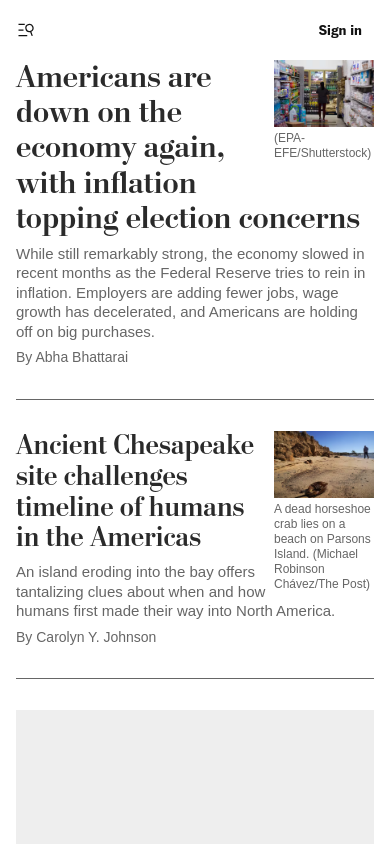 Sign in
Americans are
down on the
economy again,
with inflation
topping election concerns
(EPA-
EFE/Shutterstock)
While still remarkably strong, the economy slowed in
recent months as the Federal Reserve tries to rein in
inflation. Employers are adding fewer jobs, wage
growth has decelerated, and Americans are holding
off on big purchases.
By Abha Bhattarai
Ancient Chesapeake
site challenges
timeline of humans
in the Americas
A dead horseshoe
crab lies on a
beach on Parsons
Island. (Michael
Robinson
Chávez/The Post)
An island eroding into the bay offers
tantalizing clues about when and how
humans first made their way into North America.
By Carolyn Y. Johnson